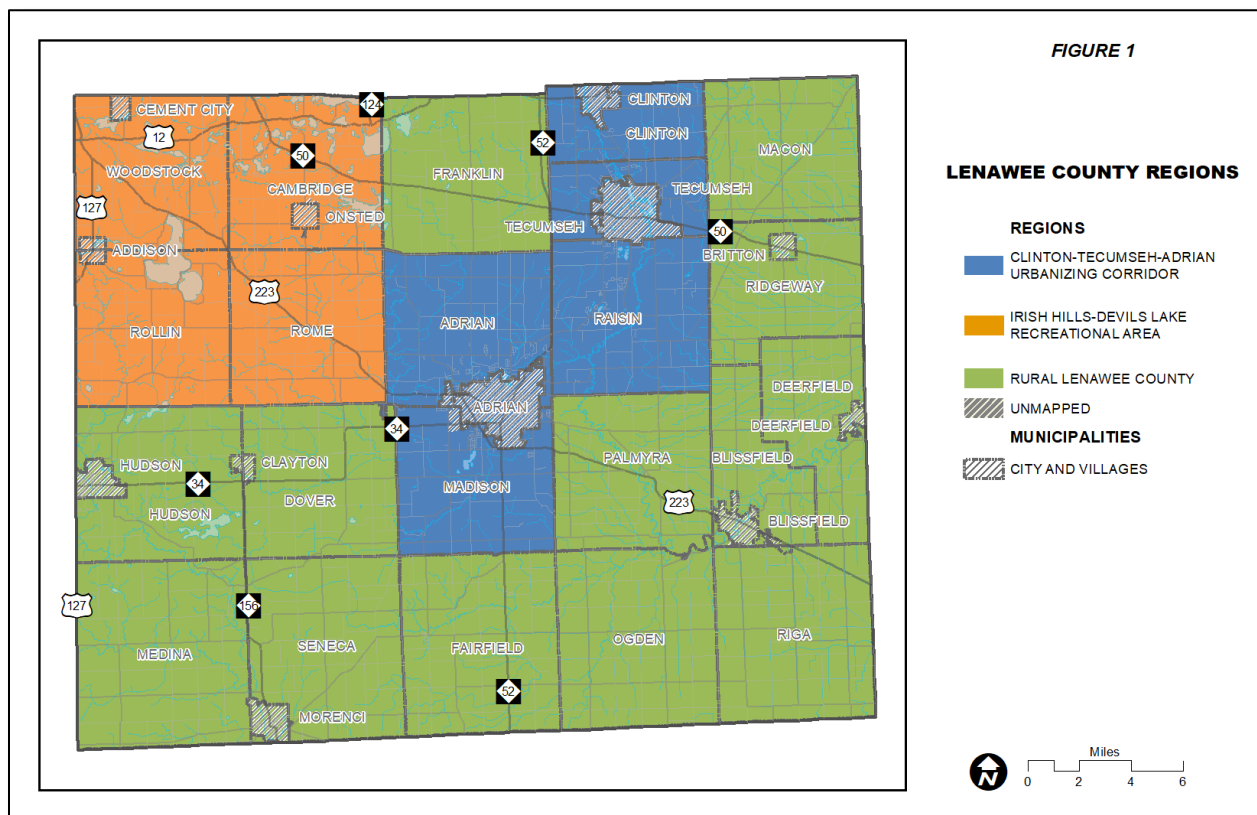 FIGURE 1
LENAWEE COUNTY REGIONS
REGIONS
CLINTON-TECUMSEH-ADRIAN
URBANIZING CORRIDOR
IRISH HILLS-DEVILS LAKE
RECREATIONAL AREA
RURAL LENAWEE COUNTY
UNMAPPED
MUNICIPALITIES
CITY AND VILLAGES
CEMENT CITY
124
CLINTON
12
52
CLINTON
50
MACON
WOODSTOCK
FRANKLIN
CAMBRIDGE
TECUMSEH
127
ONSTED
TECUMSEH
50
ADDISON
BRITTON
223
RIDGEWAY
ROLLIN
ROME
ADRIAN
RAISIN
DEERFIELD
ADRIAN
34
DEERFIELD
HUDSON
CLAYTON
PALMYRA
BLISSFIELD
34
MADISON
DOVER
223
HUDSON
BLISSFIELD
127
156
MEDINA
SENECA
FAIRFIELD
OGDEN
RIGA
52
MORENCI
N
Miles
0 2 4 6